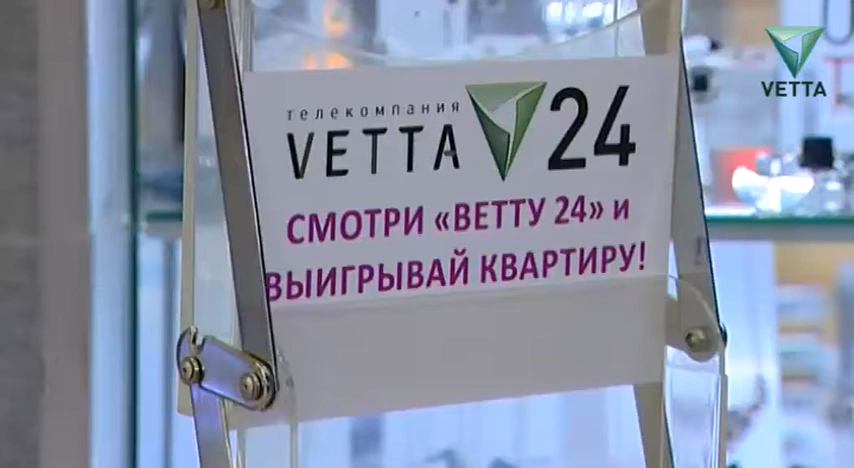 VETTA
телекомпания
VETTA 24
СМОТРИ «ВЕТТУ 24» и
ВЫИГРЫВАЙ КВАРТИРУ!